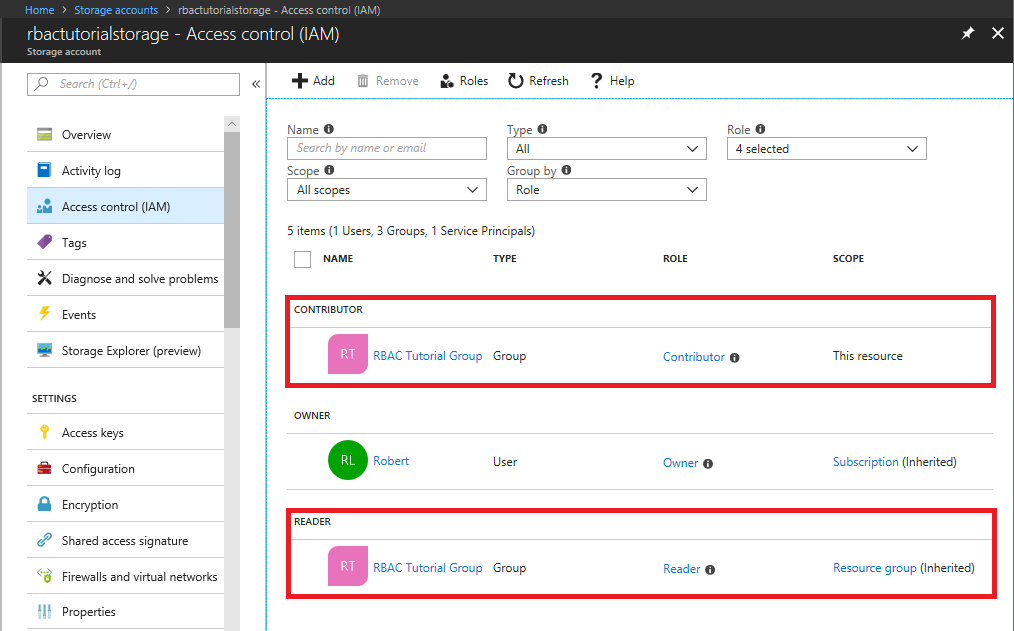 Home > Storage accounts > rbactutorialstorage - Access control (IAM)
rbactutorialstorage - Access control (IAM)
Storage account
Search (Ctrl+/)
«
Overview
Activity log
Access control (IAM)
Tags
Diagnose and solve problems
Events
Storage Explorer (preview)
SETTINGS
Access keys
Configuration
Encryption
Shared access signature
Firewalls and virtual networks
Properties
Add Remove Roles Refresh ? Help
Name Type Role
Search by name or email All 4 selected
Scope Group by
All scopes Role
5 items (1 Users, 3 Groups, 1 Service Principals)
NAME TYPE ROLE SCOPE
CONTRIBUTOR
RT RBAC Tutorial Group Group Contributor This resource
OWNER
RL Robert User Owner Subscription (Inherited)
READER
RT RBAC Tutorial Group Group Reader Resource group (Inherited)